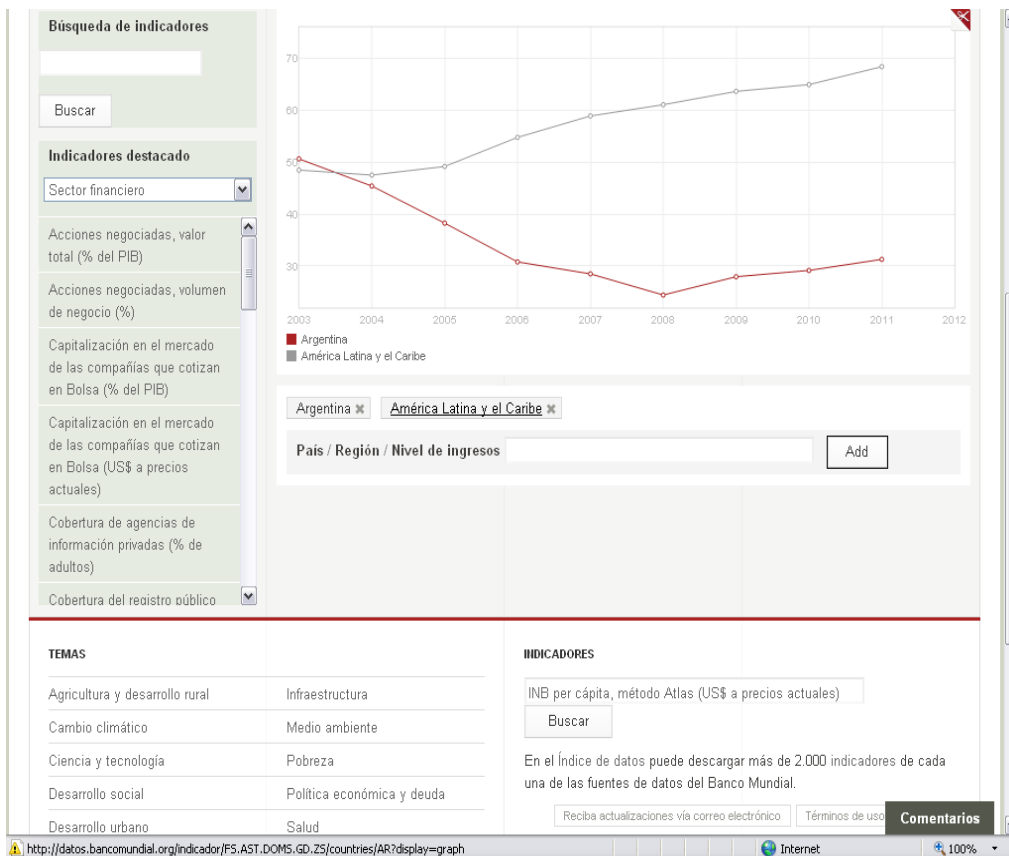 Búsqueda de indicadores
Buscar
Indicadores destacado
Sector financiero
Acciones negociadas, valor
total (% del PIB)
Acciones negociadas, volumen
de negocio (%)
Capitalización en el mercado
de las compañías que cotizan
en Bolsa (% del PIB)
Capitalización en el mercado
de las compañías que cotizan
en Bolsa (US$ a precios
actuales)
Cobertura de agencias de
información privadas (% de
adultos)
Cobertura del registro público
70
60
50
40
30
2003 2004 2005 2006 2007 2008 2009 2010 2011 2012
Argentina
América Latina y el Caribe
Argentina × América Latina y el Caribe ×
País / Región / Nivel de ingresos Add
TEMAS
Agricultura y desarrollo rural Infraestructura
Cambio climático Medio ambiente
Ciencia y tecnología Pobreza
Desarrollo social Política económica y deuda
Desarrollo urbano Salud
INDICADORES
INB per cápita, método Atlas (US$ a precios actuales)
Buscar
En el Índice de datos puede descargar más de 2.000 indicadores de cada
una de las fuentes de datos del Banco Mundial.
Reciba actualizaciones vía correo electrónico Términos de uso
Comentarios
http://datos.bancomundial.org/indicador/FS.AST.DOMS.GD.ZS/countries/AR?display=graph Internet 100%